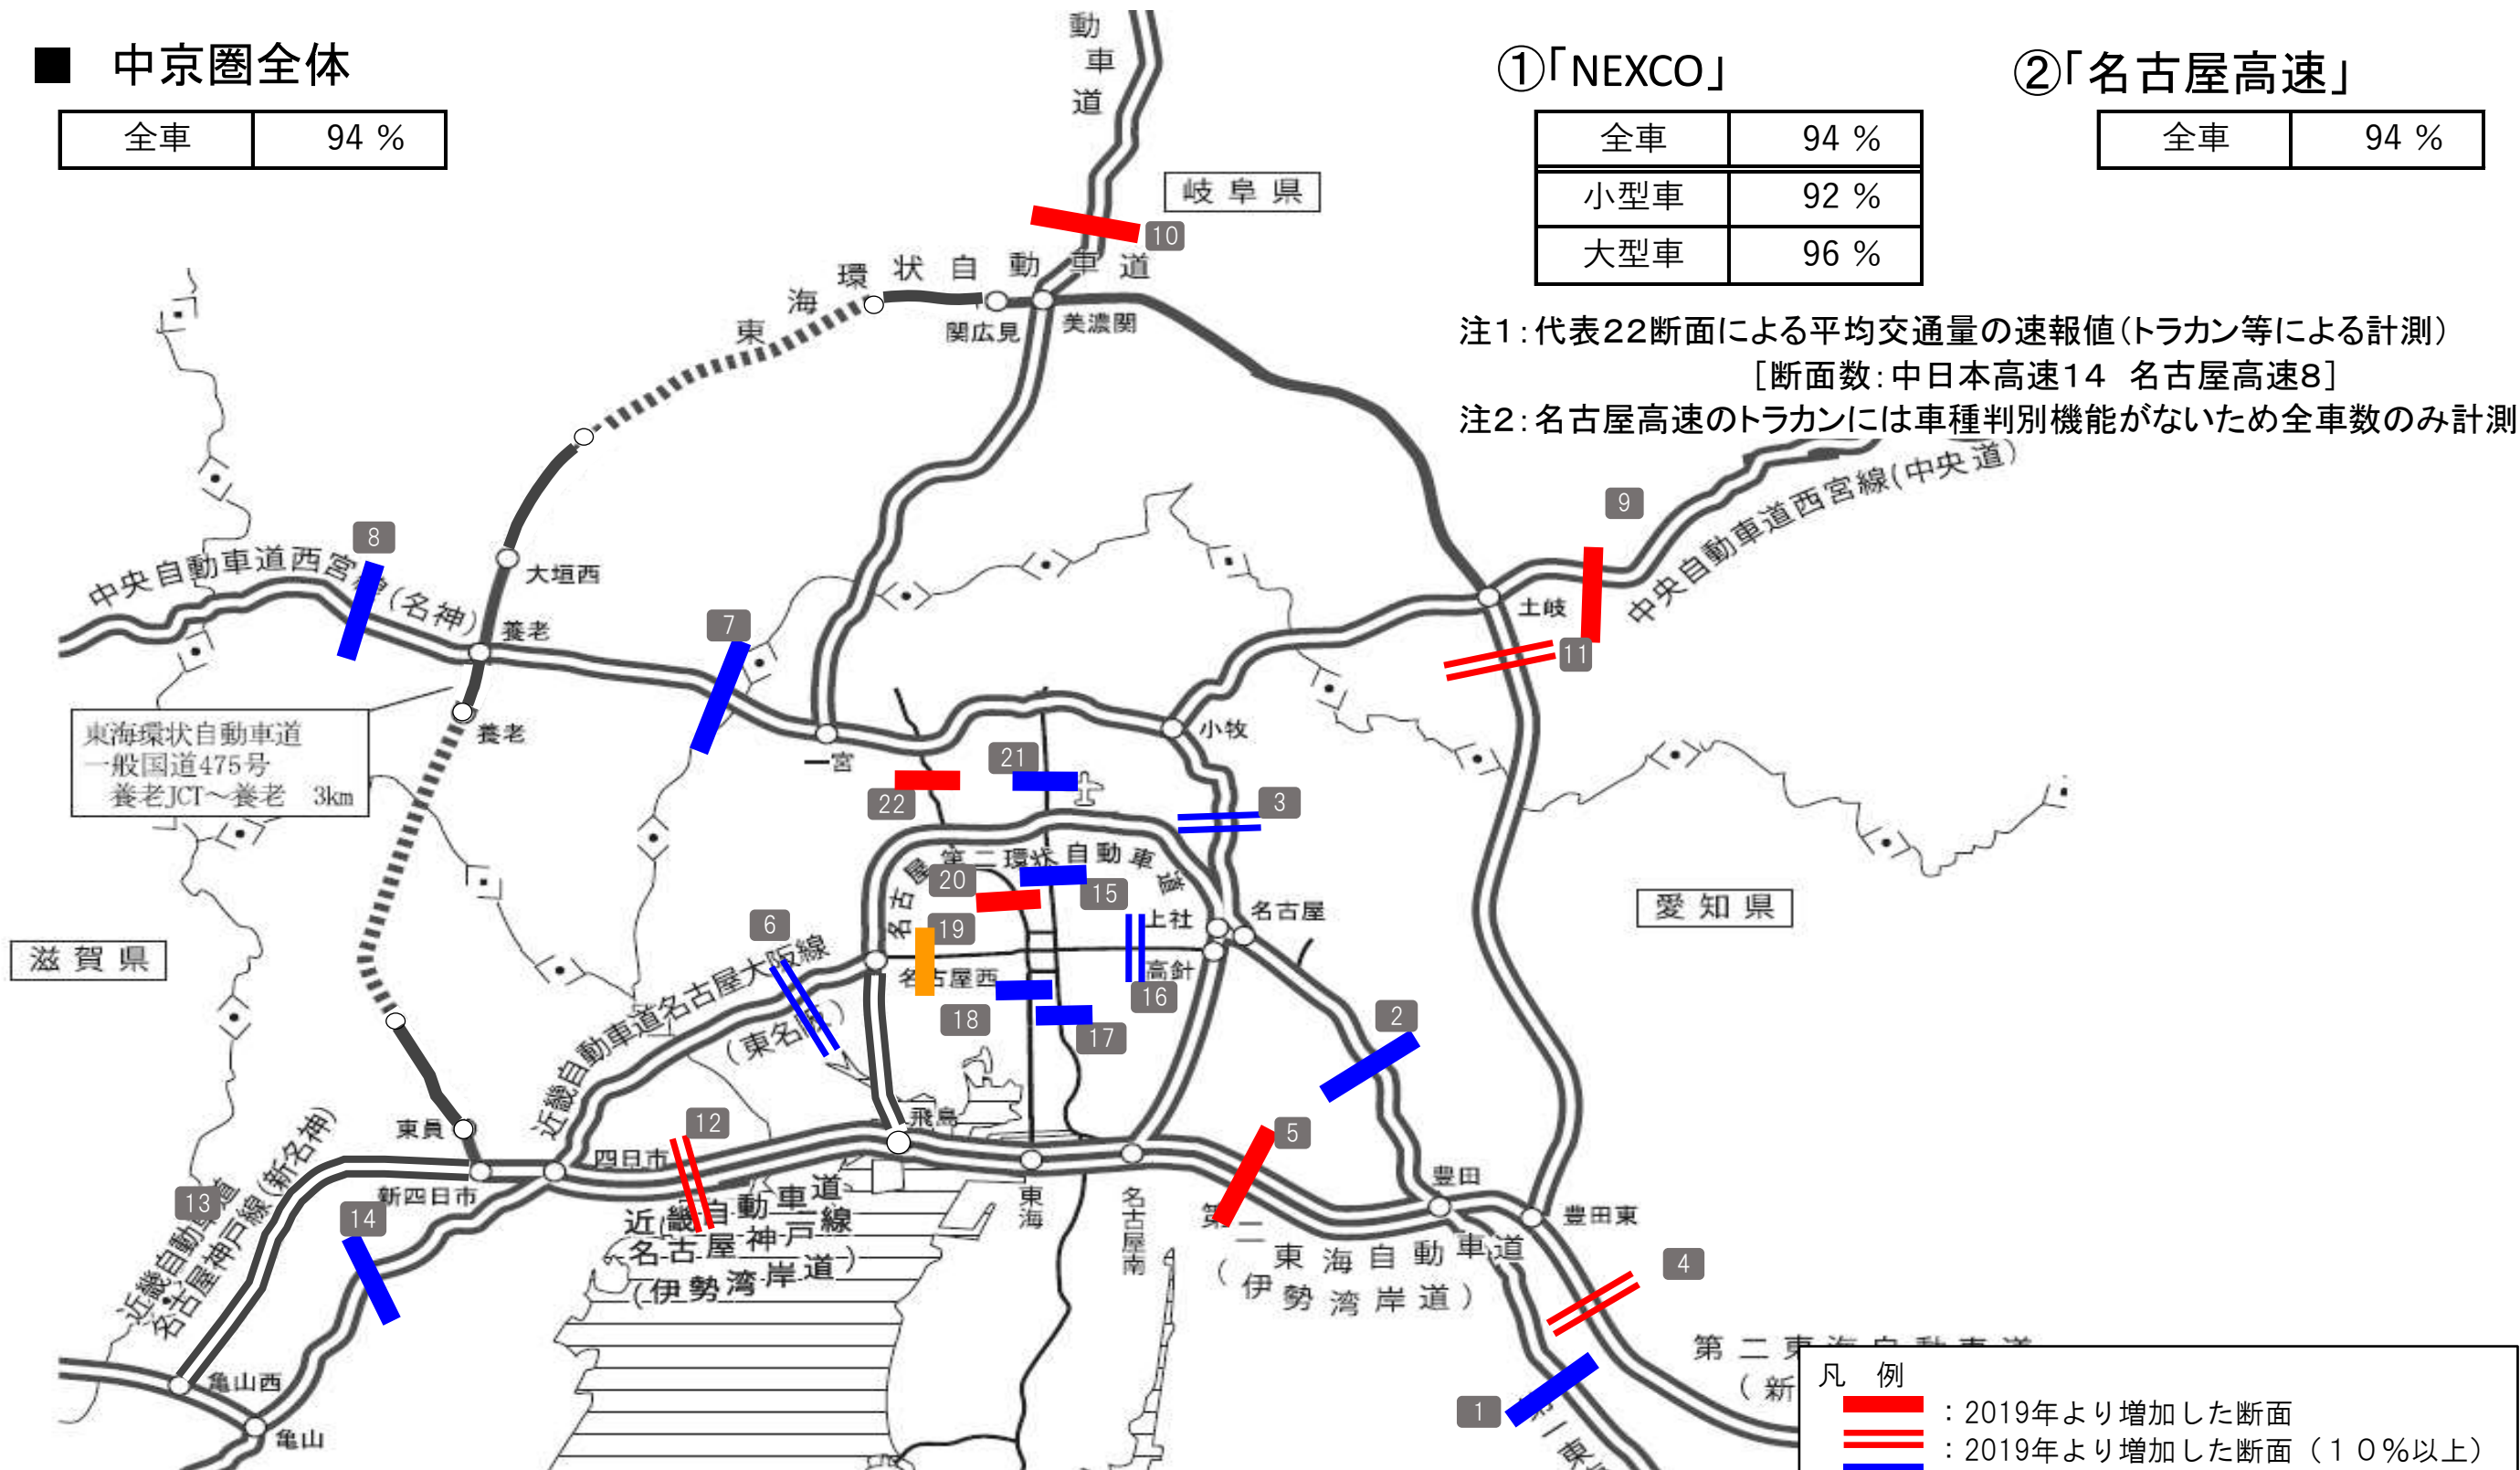 ■ 中京圏全体
全車 94 %
①「NEXCO」
全車 94 %
小型車 92 %
大型車 96 %
②「名古屋高速」
全車 94 %
注1：代表22断面による平均交通量の速報値（トラカン等による計測）
［断面数：中日本高速14 名古屋高速8］
注2：名古屋高速のトラカンには車種判別機能がないため全車数のみ計測
動車道
岐阜県
10
東海環状自動車道
関広見
美濃関
9
中央自動車道西宮線(中央道)
8
中央自動車道西宮線(名神)
大垣西
養老
土岐
11
7
養老
東海環状自動車道
一般国道475号
養老JCT～養老 3km
一宮
小牧
21
22
3
名古屋第二環状自動車道
20
15
上社
名古屋
愛知県
19
6
滋賀県
名古屋西
高針
16
近畿自動車道名古屋大阪線
(東名阪)
18
17
2
東員
12
飛島
5
四日市
新四日市
13
14
近畿自動車道
名古屋神戸線(新名神)
近畿自動車道
名古屋神戸線
(伊勢湾岸道)
東海
名古屋南
豊田
豊田東
第二東海自動車道
(伊勢湾岸道)
4
亀山西
亀山
1
第二東海自動車道
(新
第一東
凡 例
：2019年より増加した断面
：2019年より増加した断面（１０％以上）